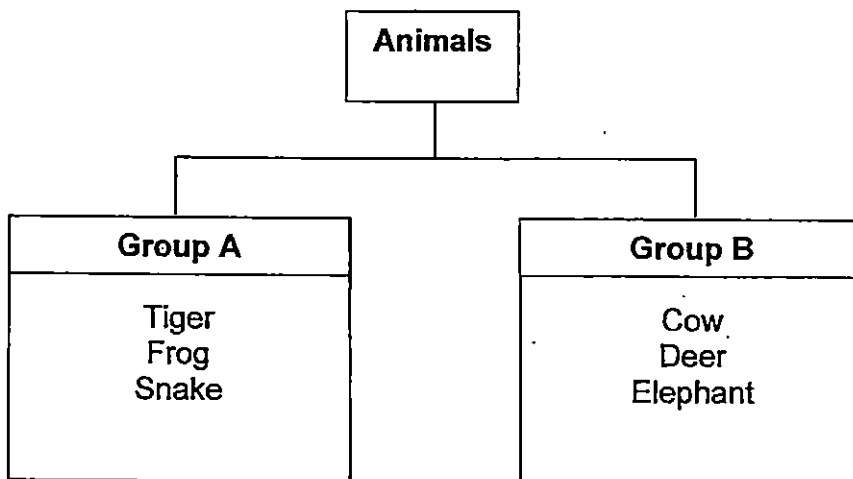 Animals
Group A
Tiger
Frog
Snake
Group B
Cow
Deer
Elephant